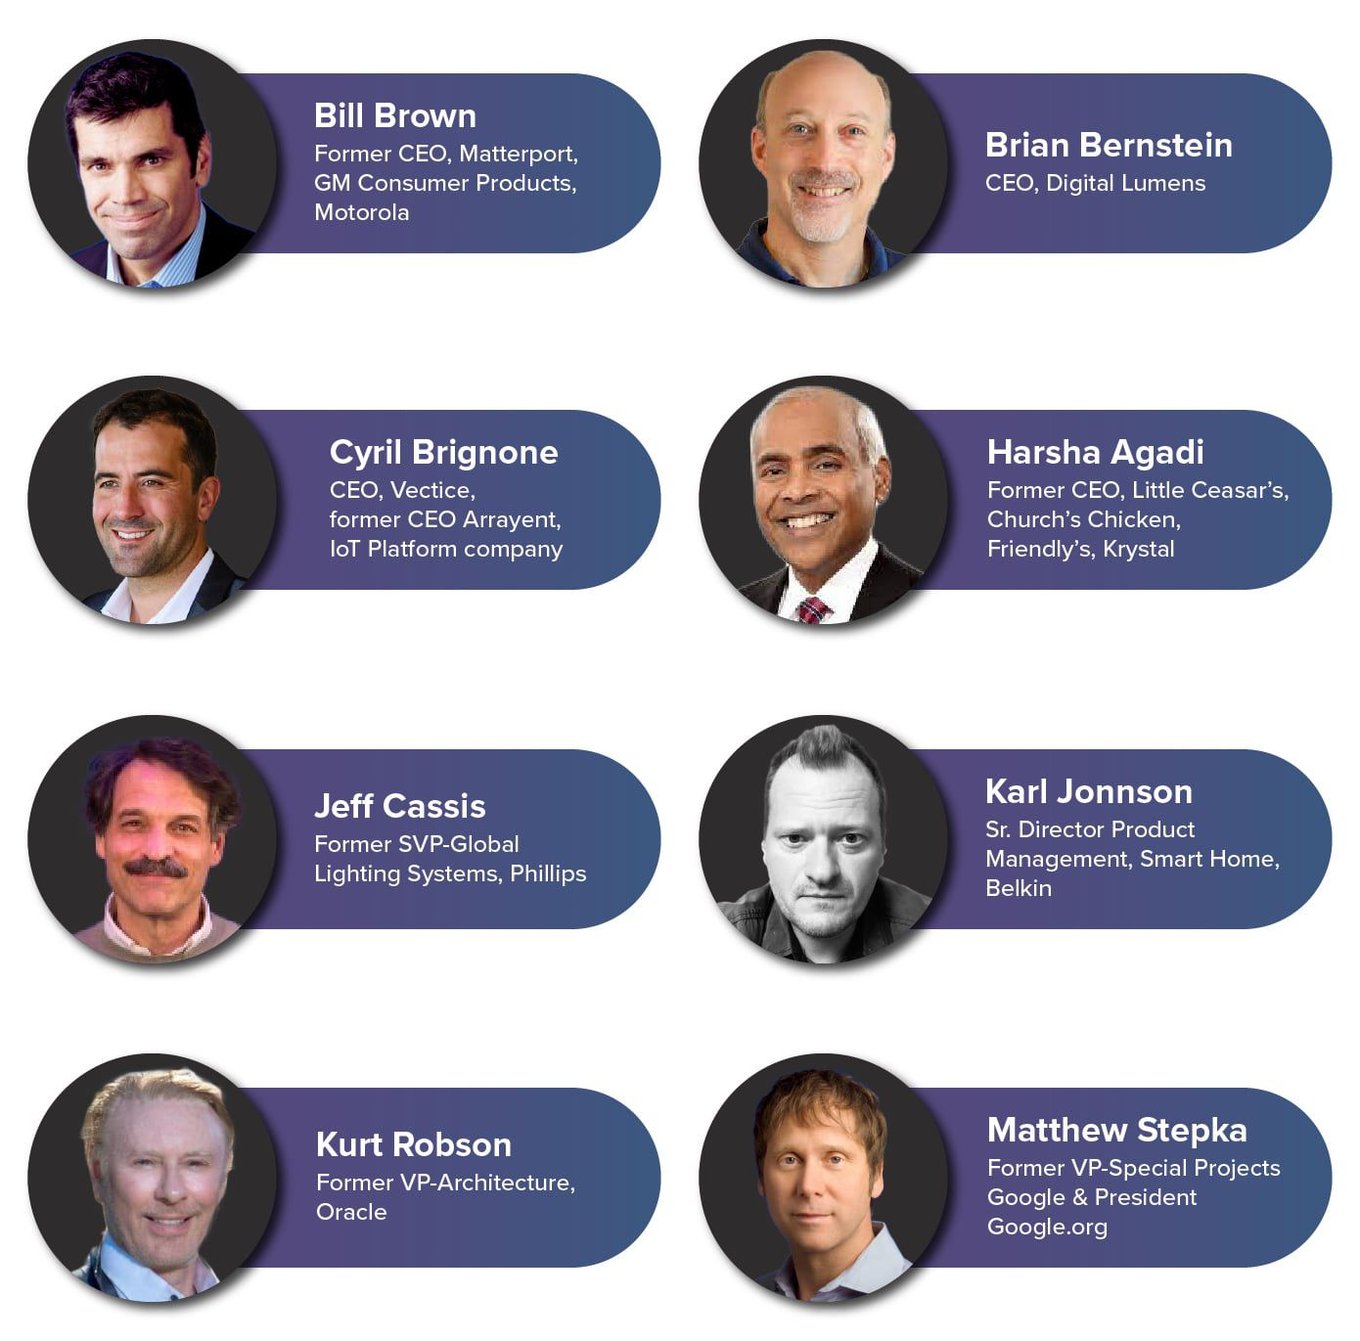 Bill Brown
Former CEO, Matterport,
GM Consumer Products,
Motorola
Brian Bernstein
CEO, Digital Lumens
Cyril Brignone
CEO, Vectice,
former CEO Arrayent,
IoT Platform company
Harsha Agadi
Former CEO, Little Ceasar’s,
Church’s Chicken,
Friendly’s, Krystal
Jeff Cassis
Former SVP-Global
Lighting Systems, Phillips
Karl Jonnson
Sr. Director Product
Management, Smart Home,
Belkin
Kurt Robson
Former VP-Architecture,
Oracle
Matthew Stepka
Former VP-Special Projects
Google & President
Google.org